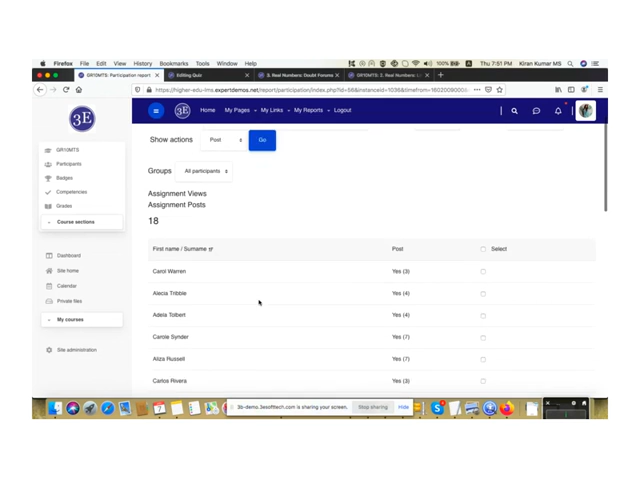 Firefox File Edit View History Bookmarks Tools Window Help 100% Thu 7:51 PM Kiran Kumar MS
GR10MTS: Participation report × Editing Quiz × 5. Real Numbers: Doubt Forums × GR10MTS: 2. Real Numbers: × +
https://higher-edu-lms.expertdemos.net/report/participation/index.php?id=56&instanceid=1036&timefrom=1602009000
3E
3E Home My Pages My Links My Reports Logout
GR10MTS
Participants
Badges
Competencies
Grades
Course sections
Dashboard
Site home
Calendar
Private files
My courses
Site administration
Show actions Post Go
Groups All participants
Assignment Views
Assignment Posts
18
First name / Surname Post Select
Carol Warren Yes (3)
Alecia Tribble Yes (4)
Adela Tolbert Yes (4)
Carole Synder Yes (7)
Aliza Russell Yes (7)
Carlos Rivera Yes (3)
3b-demo.3esofttech.com is sharing your screen. Stop sharing Hide